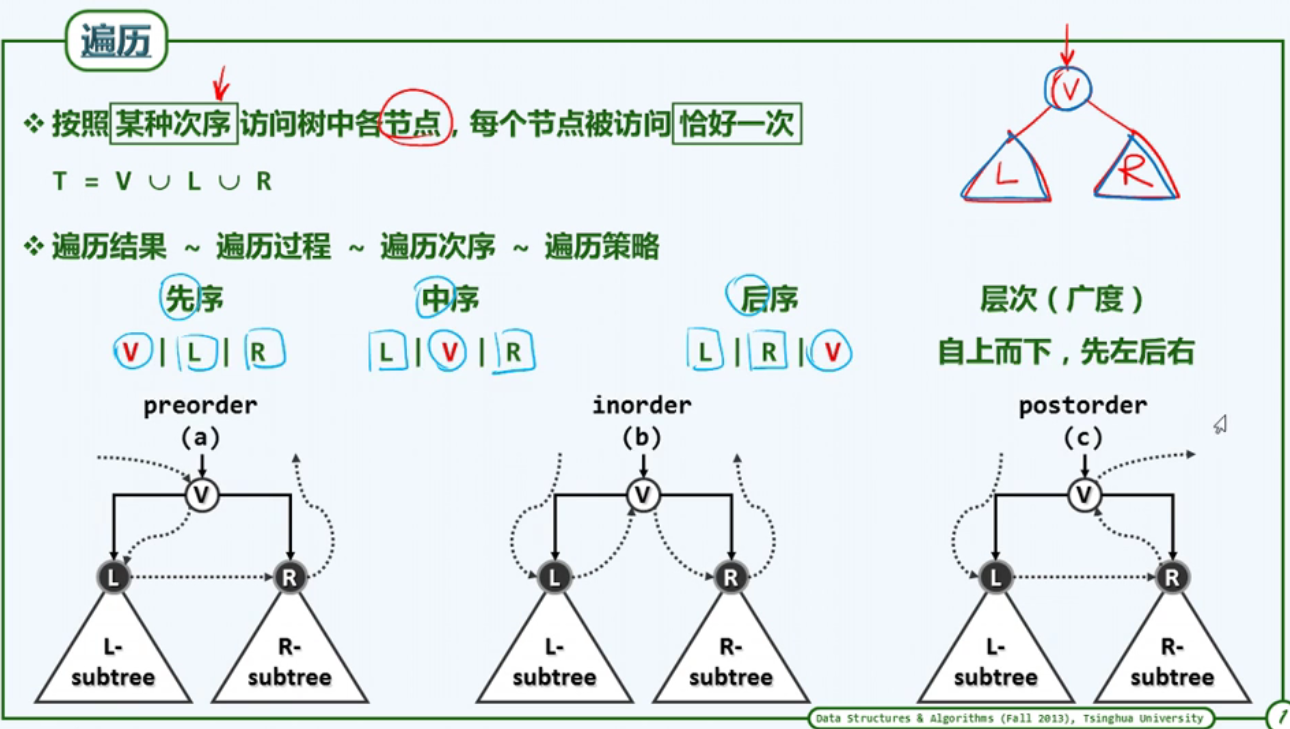 遍历
V
❖ 按照 某种次序 访问树中各节点，每个节点被访问 恰好一次
L R
T = V ∪ L ∪ R
❖ 遍历结果 ~ 遍历过程 ~ 遍历次序 ~ 遍历策略
先序 中序 后序 层次（广度）
V | L | R L | V | R L | R | V 自上而下，先左后右
preorder inorder postorder
(a) (b) (c)
V V V
L R L R L R
L- R- L- R- L- R-
subtree subtree subtree subtree subtree subtree
Data Structures & Algorithms (Fall 2013), Tsinghua University